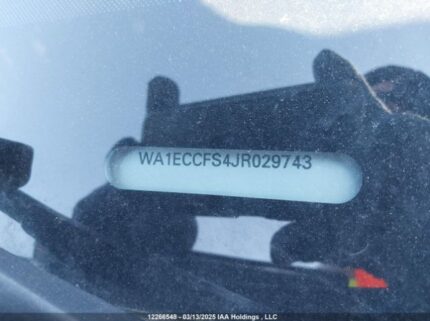 WA1ECCFS4JR029743
12266548 - 03/13/2025 IAA Holdings , LLC